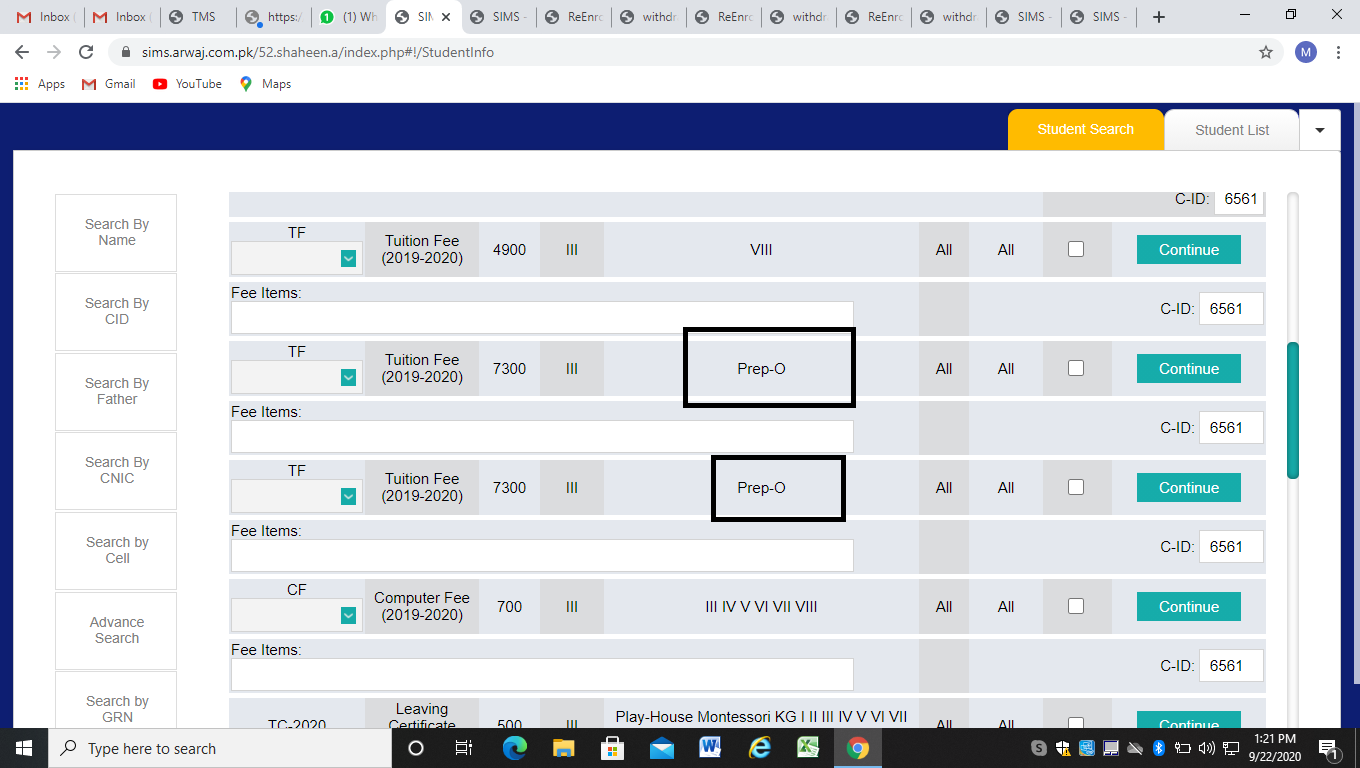 Inbox (
Inbox (
TMS
https:/
(1) Wh
SIM
SIMS -
ReEnro
withdr
ReEnro
withdr
ReEnro
withdr
SIMS -
SIMS -
sims.arwaj.com.pk/52.shaheen.a/index.php#!/StudentInfo
M
Apps
Gmail
YouTube
Maps
Student Search
Student List
Search By
Name
Search By
CID
Search By
Father
Search By
CNIC
Search by
Cell
Advance
Search
Search by
GRN
C-ID: 6561
TF
Tuition Fee
(2019-2020)
4900
III
VIII
All
All
Continue
Fee Items:
C-ID: 6561
TF
Tuition Fee
(2019-2020)
7300
III
Prep-O
All
All
Continue
Fee Items:
C-ID: 6561
TF
Tuition Fee
(2019-2020)
7300
III
Prep-O
All
All
Continue
Fee Items:
C-ID: 6561
CF
Computer Fee
(2019-2020)
700
III
III IV V VI VII VIII
All
All
Continue
Fee Items:
C-ID: 6561
TC-2020
Leaving
Certificate
500
III
Play-House Montessori KG I II III IV V VI VII
All
All
Continue
Type here to search
1:21 PM
9/22/2020
1